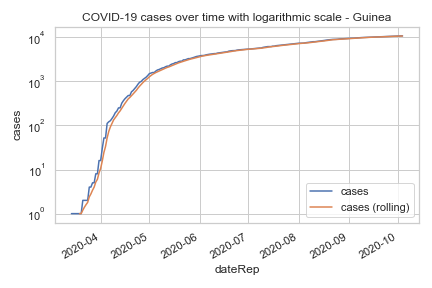 COVID-19 cases over time with logarithmic scale - Guinea
10⁴
10³
10²
10¹
10⁰
cases
cases
cases (rolling)
2020-04
2020-05
2020-06
2020-07
2020-08
2020-09
2020-10
dateRep